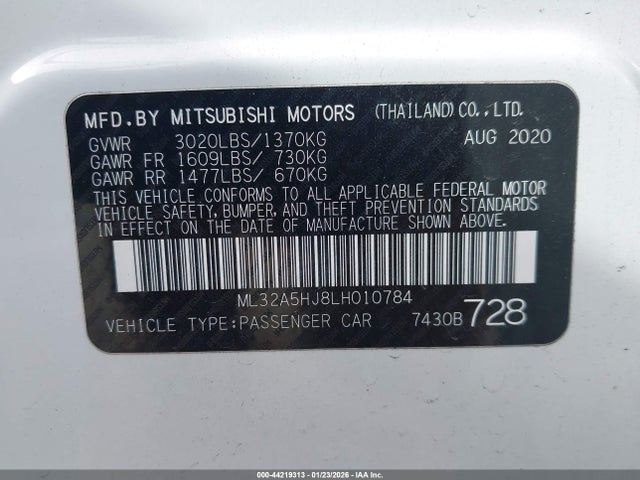 MFD.BY MITSUBISHI MOTORS (THAILAND)CO.,LTD.
GVWR 3020LBS/1370KG AUG 2020
GAWR FR 1609LBS/ 730KG
GAWR RR 1477LBS/ 670KG
THIS VEHICLE CONFORMS TO ALL APPLICABLE FEDERAL MOTOR
VEHICLE SAFETY, BUMPER, AND THEFT PREVENTION STANDARDS
IN EFFECT ON THE DATE OF MANUFACTURE SHOWN ABOVE.
ML32A5HJ8LH010784
VEHICLE TYPE:PASSENGER CAR 7430B 728
000-44219313 - 01/23/2026 - IAAI.COM